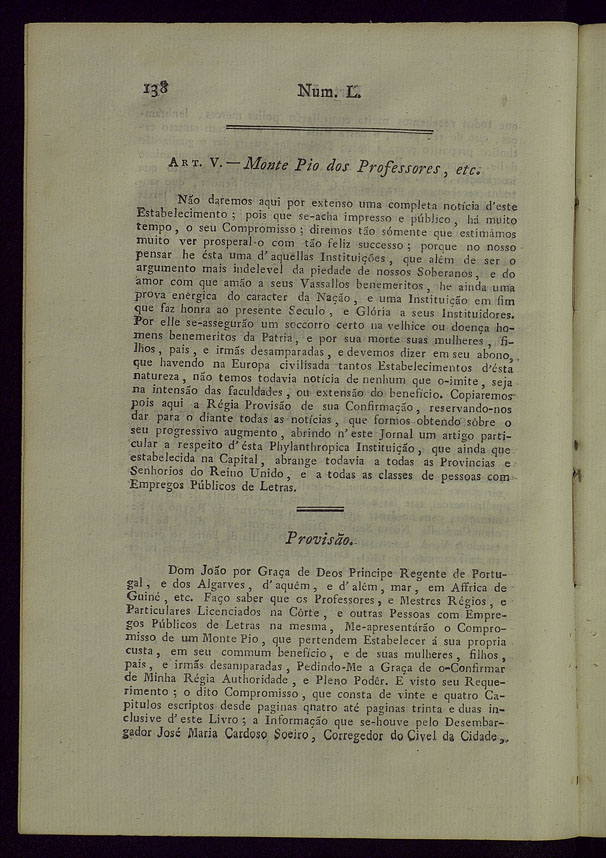 138 Num. L.
ART. V. — Monte Pio dos Professores, etc.
Não daremos aqui por extenso uma completa notícia d'este
Estabelecimento ; pois que se-acha impresso e público , há muito
tempo , o seu Compromisso ; diremos tão sómente que estimâmos
muito ver prosperal-o com tão feliz successo ; porque no nosso
pensar he ésta uma d'aquellas Instituições , que além de ser o
argumento mais indelevel da piedade de nossos Soberanos , e do
amor com que amão a seus Vassallos benemeritos , he ainda uma
prova enérgica do caracter da Nação , e uma Instituição em fim
que faz honra ao presente Seculo , e Glória a seus Instituidores.
Por elle se-assegurão um soccorro certo na velhice ou doença ho-
mens benemeritos da Patria , e por sua morte suas mulheres , fi-
lhos , pais , e irmãs desamparadas , e devemos dizer em seu abono,
que havendo na Europa civilisada tantos Estabelecimentos d'ésta
natureza , não temos todavia notícia de nenhum que o-imite , seja
na intensão das faculdades , ou extensão do benefício. Copiaremos
pois aqui a Régia Provisão de sua Confirmação , reservando-nos
dar para o diante todas as notícias , que formos obtendo sôbre o
seu progressivo augmento , abrindo n'este Jornal um artigo parti-
cular a respeito d'ésta Phylanthropica Instituição , que ainda que
estabelecida na Capital , abrange todavia a todas as Provincias e
Senhorios do Reino Unido , e a todas as classes de pessoas com
Empregos Públicos de Letras.
Provisão.
Dom João por Graça de Deos Principe Regente de Portu-
gal , e dos Algarves , d'aquém , e d'além , mar , em Affrica de
Guiné , etc. Faço saber que os Professores , e Mestres Régios , e
Particulares Licenciados na Côrte , e outras Pessoas com Empre-
gos Públicos de Letras na mesma , Me-apresentárão o Compro-
misso de um Monte Pio , que pertendem Estabelecer á sua propria
custa , em seu commum benefício , e de suas mulheres , filhos ,
pais , e irmãs desamparadas , Pedindo-Me a Graça de o-Confirmar
de Minha Régia Authoridade , e Pleno Podêr. E visto seu Reque-
rimento ; o dito Compromisso , que consta de vinte e quatro Ca-
pitulos escriptos desde paginas quatro até paginas trinta e duas in-
clusive d'este Livro ; a Informação que se-houve pelo Desembar-
gador José Maria Cardoso Soeiro , Corregedor do Civel da Cidade ,